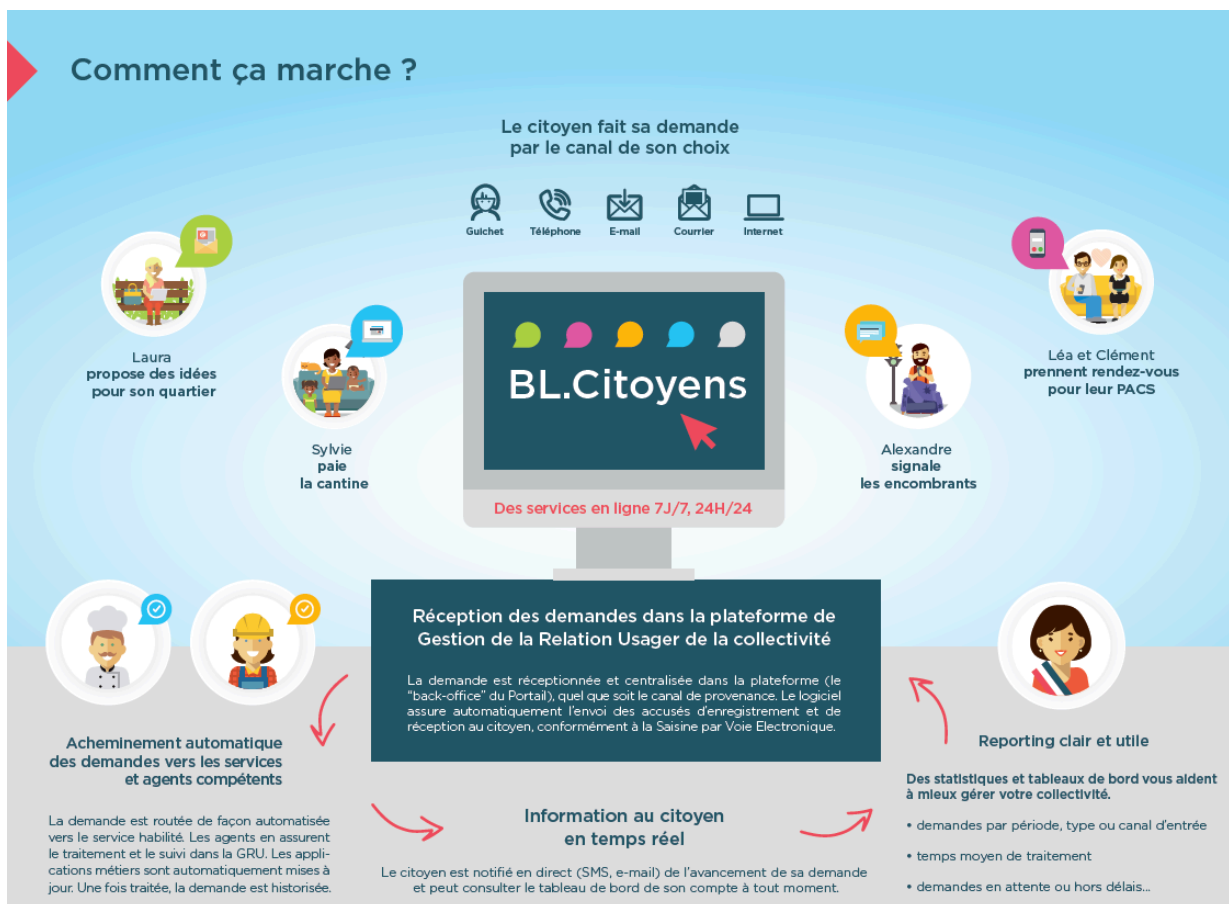 Comment ça marche ?
Le citoyen fait sa demande
par le canal de son choix
Guichet
Téléphone
E-mail
Courrier
Internet
Laura
propose des idées
pour son quartier
Sylvie
paie
la cantine
BL.Citoyens
Des services en ligne 7J/7, 24H/24
Alexandre
signale
les encombrants
Léa et Clément
prennent rendez-vous
pour leur PACS
Réception des demandes dans la plateforme de
Gestion de la Relation Usager de la collectivité
La demande est réceptionnée et centralisée dans la plateforme (le
"back-office" du Portail), quel que soit le canal de provenance. Le logiciel
assure automatiquement l'envoi des accusés d'enregistrement et de
réception au citoyen, conformément à la Saisine par Voie Electronique.
Acheminement automatique
des demandes vers les services
et agents compétents
La demande est routée de façon automatisée
vers le service habilité. Les agents en assurent
le traitement et le suivi dans la GRU. Les appli-
cations métiers sont automatiquement mises à
jour. Une fois traitée, la demande est historisée.
Information au citoyen
en temps réel
Le citoyen est notifié en direct (SMS, e-mail) de l'avancement de sa demande
et peut consulter le tableau de bord de son compte à tout moment.
Reporting clair et utile
Des statistiques et tableaux de bord vous aident
à mieux gérer votre collectivité.
• demandes par période, type ou canal d'entrée
• temps moyen de traitement
• demandes en attente ou hors délais...